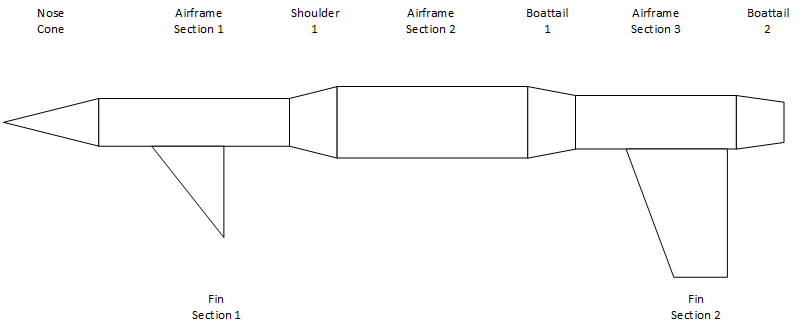 Nose
Cone
Airframe
Section 1
Shoulder
1
Airframe
Section 2
Boattail
1
Airframe
Section 3
Boattail
2
Fin
Section 1
Fin
Section 2